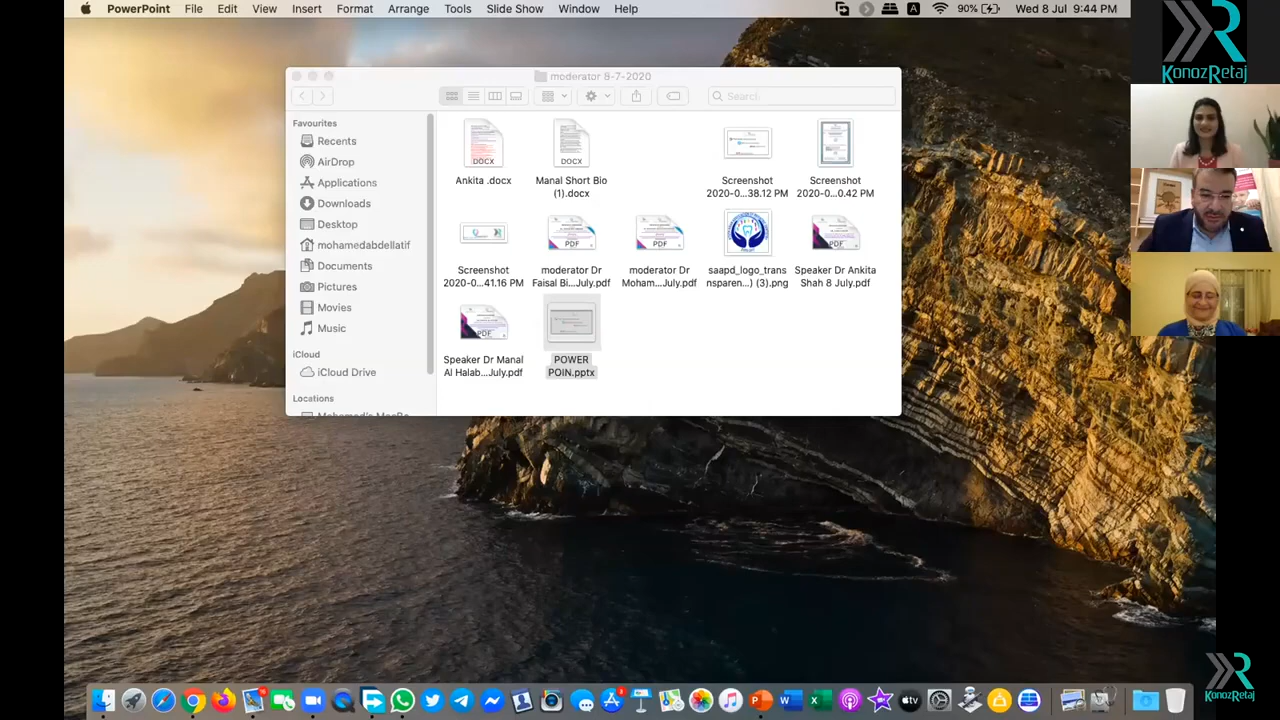 PowerPoint File Edit View Insert Format Arrange Tools Slide Show Window Help
A 90% Wed 8 Jul 9:44 PM
KonozRetaj
moderator 8-7-2020
Search
Favourites
Recents
AirDrop
Applications
Downloads
Desktop
mohamedabdellatif
Documents
Pictures
Movies
Music
iCloud
iCloud Drive
Locations
Mohamed's MacBo
DOCX
Ankita .docx
DOCX
Manal Short Bio
(1).docx
Screenshot
2020-0...38.12 PM
Screenshot
2020-0...0.42 PM
Screenshot
2020-0...41.16 PM
PDF
moderator Dr
Faisal Bi...July.pdf
PDF
moderator Dr
Moham...July.pdf
saapd_logo_trans
nsparen...) (3).png
PDF
Speaker Dr Ankita
Shah 8 July.pdf
PDF
Speaker Dr Manal
Al Halab...July.pdf
POWER
POIN.pptx
tv
KonozRetaj